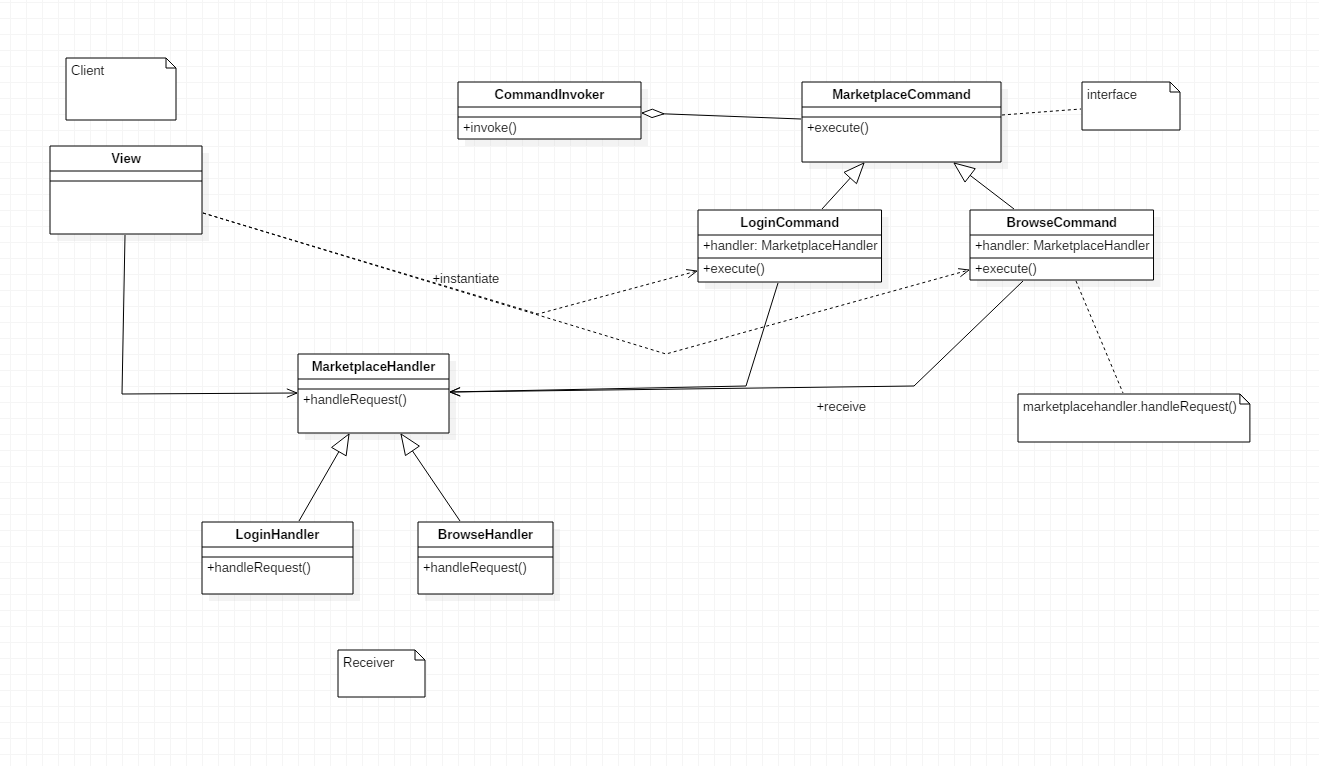 Client
CommandInvoker
+invoke()
MarketplaceCommand
+execute()
interface
View
LoginCommand
+handler: MarketplaceHandler
+execute()
BrowseCommand
+handler: MarketplaceHandler
+execute()
+instantiate
MarketplaceHandler
+handleRequest()
+receive
marketplacehandler.handleRequest()
LoginHandler
+handleRequest()
BrowseHandler
+handleRequest()
Receiver